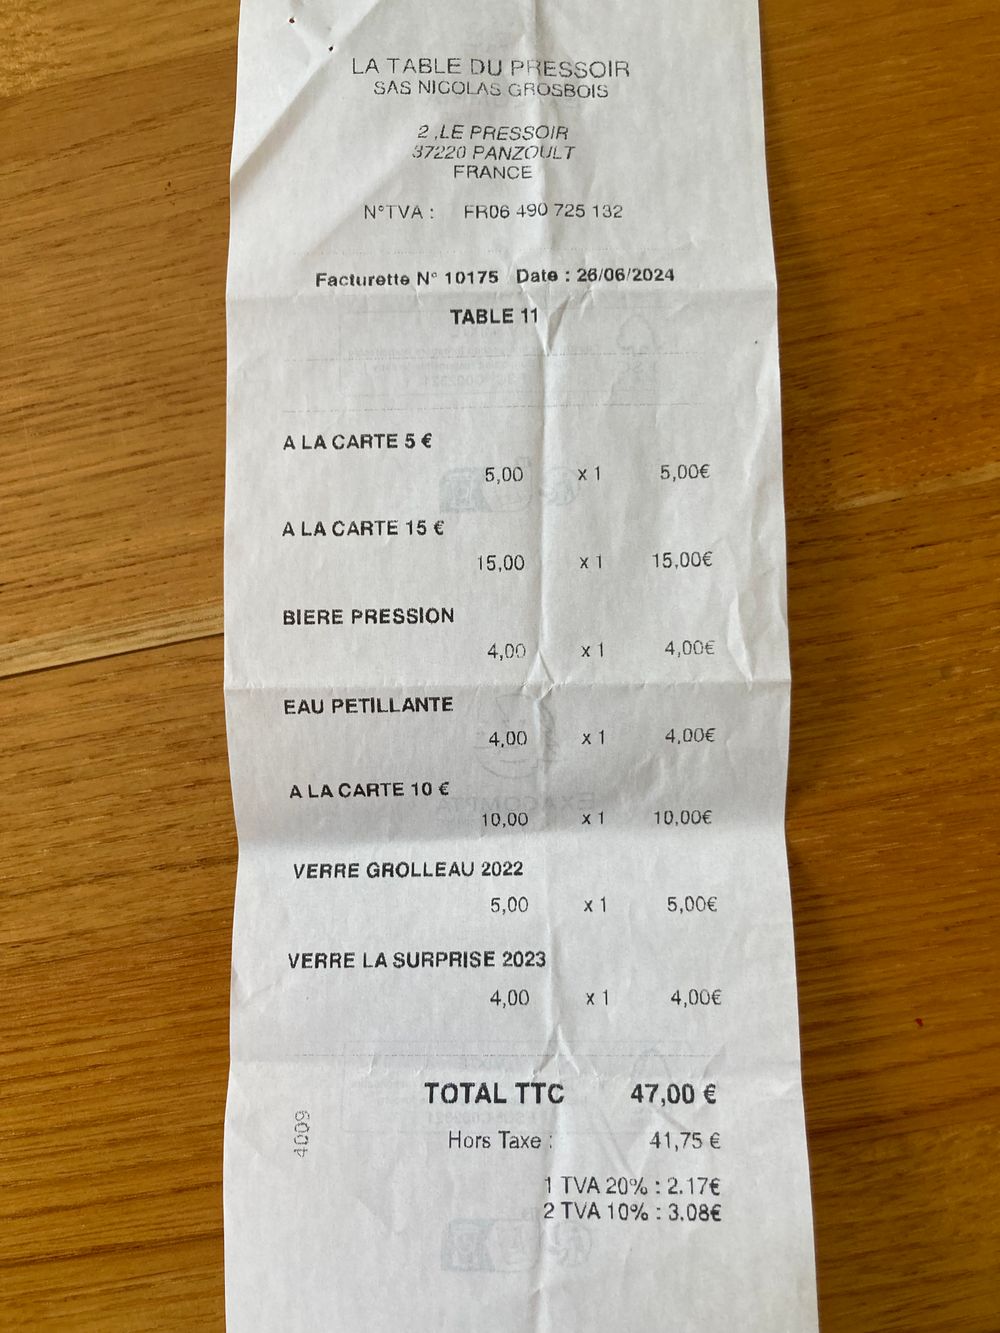 LA TABLE DU PRESSOIR
SAS NICOLAS GROSBOIS
2 ,LE PRESSOIR
37220 PANZOULT
FRANCE
N°TVA : FR06 490 725 132
Facturette N° 10175 Date : 26/06/2024
TABLE 11
A LA CARTE 5 €
5,00 x 1 5,00€
A LA CARTE 15 €
15,00 x 1 15,00€
BIERE PRESSION
4,00 x 1 4,00€
EAU PETILLANTE
4,00 x 1 4,00€
A LA CARTE 10 €
10,00 x 1 10,00€
VERRE GROLLEAU 2022
5,00 x 1 5,00€
VERRE LA SURPRISE 2023
4,00 x 1 4,00€
TOTAL TTC 47,00 €
Hors Taxe : 41,75 €
1 TVA 20% : 2.17€
2 TVA 10% : 3.08€
4009